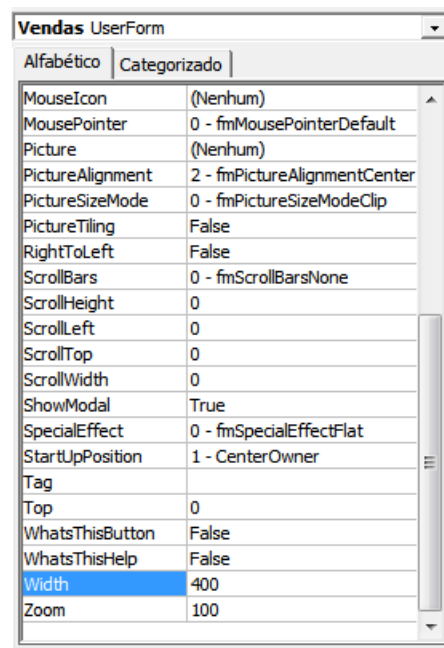 Vendas UserForm
Alfabético Categorizado
MouseIcon (Nenhum)
MousePointer 0 - fmMousePointerDefault
Picture (Nenhum)
PictureAlignment 2 - fmPictureAlignmentCenter
PictureSizeMode 0 - fmPictureSizeModeClip
PictureTiling False
RightToLeft False
ScrollBars 0 - fmScrollBarsNone
ScrollHeight 0
ScrollLeft 0
ScrollTop 0
ScrollWidth 0
ShowModal True
SpecialEffect 0 - fmSpecialEffectFlat
StartUpPosition 1 - CenterOwner
Tag
Top 0
WhatsThisButton False
WhatsThisHelp False
Width 400
Zoom 100